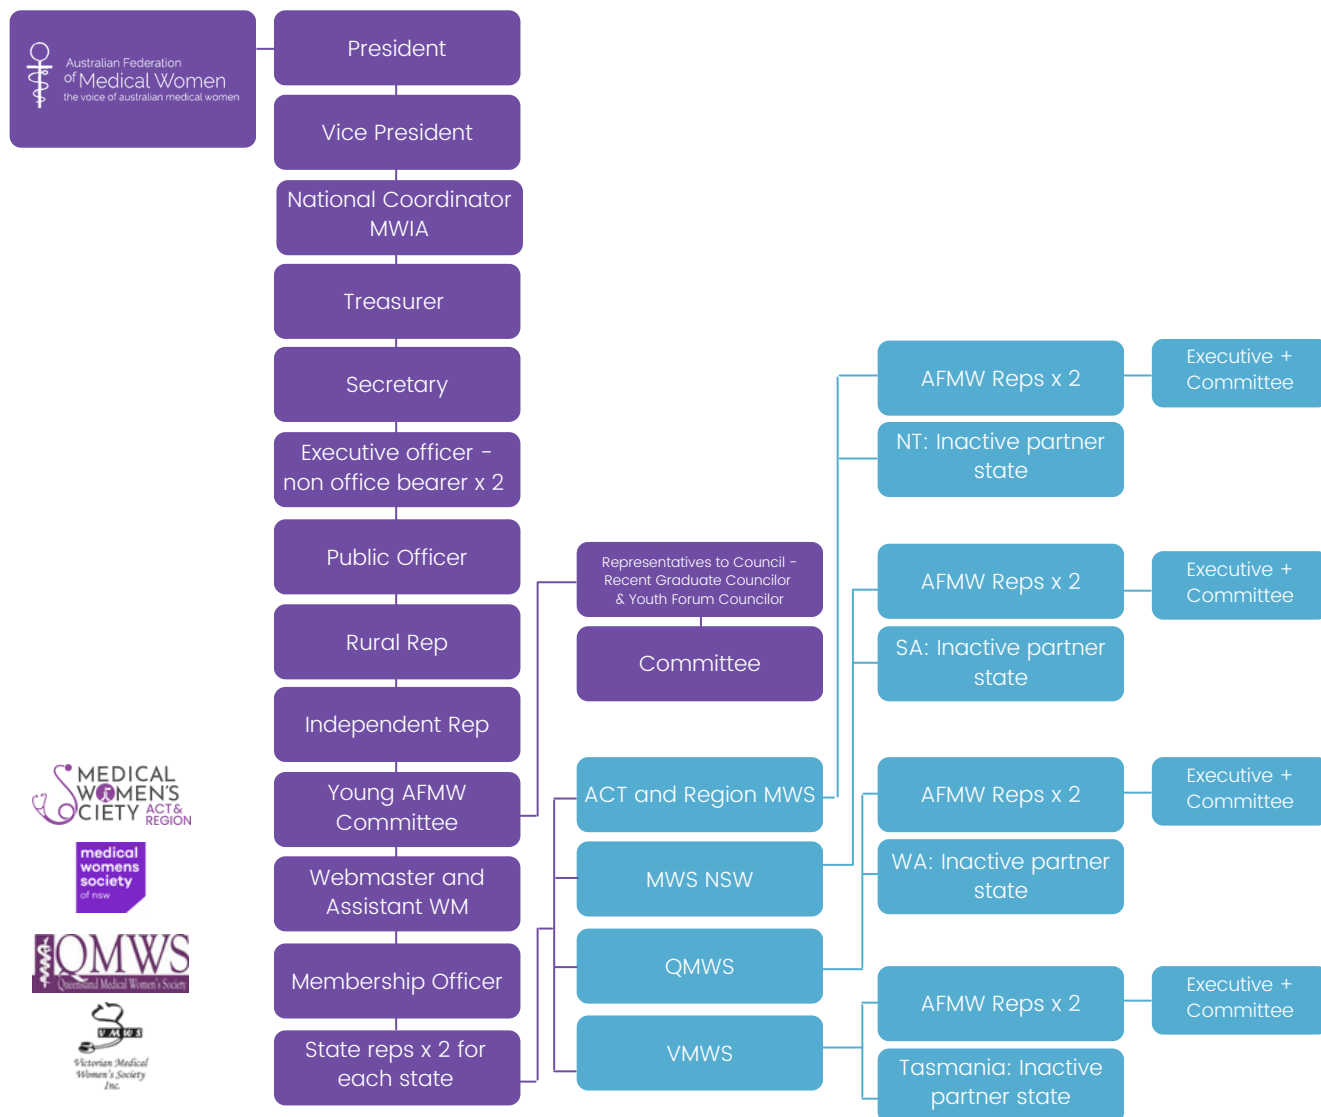 Australian Federation
of Medical Women
the voice of australian medical women
President
Vice President
National Coordinator
MWIA
Treasurer
Secretary
Executive officer -
non office bearer x 2
Public Officer
Rural Rep
Independent Rep
Young AFMW
Committee
Webmaster and
Assistant WM
Membership Officer
State reps x 2 for
each state
Representatives to Council -
Recent Graduate Councilor
& Youth Forum Councilor
Committee
ACT and Region MWS
MWS NSW
QMWS
VMWS
AFMW Reps x 2
Executive +
Committee
NT: Inactive partner
state
AFMW Reps x 2
Executive +
Committee
SA: Inactive partner
state
AFMW Reps x 2
Executive +
Committee
WA: Inactive partner
state
AFMW Reps x 2
Executive +
Committee
Tasmania: Inactive
partner state
MEDICAL
WOMEN'S
SOCIETY ACT &
REGION
medical
womens
society
of nsw
QMWS
Queensland Medical Women's Society
VMWS
Victorian Medical
Women's Society
Inc.